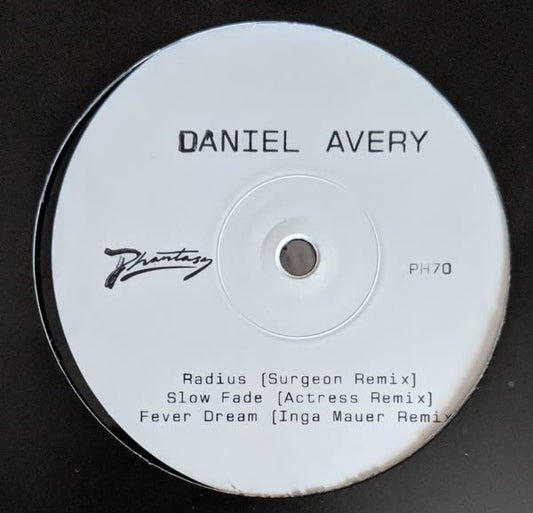 DANIEL AVERY
Phantasy
PH70
Radius [Surgeon Remix]
Slow Fade [Actress Remix]
Fever Dream [Inga Mauer Remix